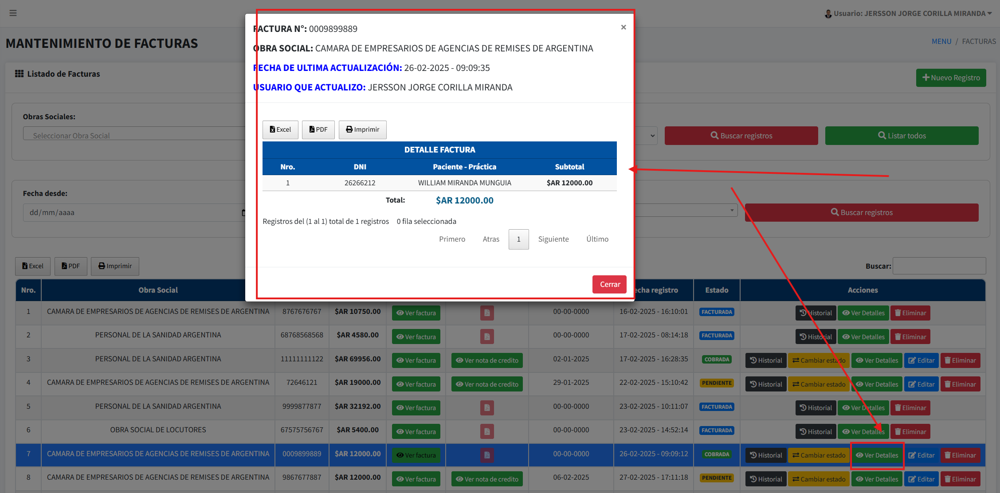 Usuario: JERSSON JORGE CORILLA MIRANDA
MANTENIMIENTO DE FACTURAS
MENU / FACTURAS
Listado de Facturas
Nuevo Registro
Obras Sociales:
Seleccionar Obra Social
Buscar registros
Listar todos
Fecha desde:
dd/mm/aaaa
Buscar registros
FACTURA N°: 0009899889
×
OBRA SOCIAL: CAMARA DE EMPRESARIOS DE AGENCIAS DE REMISES DE ARGENTINA
FECHA DE ULTIMA ACTUALIZACIÓN: 26-02-2025 - 09:09:35
USUARIO QUE ACTUALIZO: JERSSON JORGE CORILLA MIRANDA
Excel PDF Imprimir
DETALLE FACTURA
Nro. DNI Paciente - Práctica Subtotal
1 26266212 WILLIAM MIRANDA MUNGUIA $AR 12000.00
Total: $AR 12000.00
Registros del (1 al 1) total de 1 registros 0 fila seleccionada
Primero Atras 1 Siguiente Último
Cerrar
Excel PDF Imprimir
Buscar:
Nro. Obra Social echa registro Estado Acciones
1 CAMARA DE EMPRESARIOS DE AGENCIAS DE REMISES DE ARGENTINA 8767676767 $AR 10750.00 Ver factura 00-00-0000 16-02-2025 - 16:10:01 FACTURADA Historial Ver Detalles Eliminar
2 PERSONAL DE LA SANIDAD ARGENTINA 68768568568 $AR 4580.00 Ver factura 00-00-0000 17-02-2025 - 08:14:18 FACTURADA Historial Ver Detalles Eliminar
3 PERSONAL DE LA SANIDAD ARGENTINA 11111111122 $AR 69956.00 Ver factura Ver nota de credito 02-01-2025 17-02-2025 - 16:28:35 COBRADA Historial Cambiar estado Ver Detalles Editar Eliminar
4 CAMARA DE EMPRESARIOS DE AGENCIAS DE REMISES DE ARGENTINA 72646121 $AR 19000.00 Ver factura Ver nota de credito 29-01-2025 22-02-2025 - 15:10:42 PENDIENTE Historial Cambiar estado Ver Detalles Editar Eliminar
5 PERSONAL DE LA SANIDAD ARGENTINA 9999877877 $AR 32192.00 Ver factura 00-00-0000 23-02-2025 - 10:11:07 FACTURADA Historial Ver Detalles Eliminar
6 OBRA SOCIAL DE LOCUTORES 67575756767 $AR 5400.00 Ver factura 00-00-0000 23-02-2025 - 14:52:14 FACTURADA Historial Ver Detalles Eliminar
7 CAMARA DE EMPRESARIOS DE AGENCIAS DE REMISES DE ARGENTINA 0009899889 $AR 12000.00 Ver factura 00-00-0000 26-02-2025 - 09:09:12 COBRADA Historial Cambiar estado Ver Detalles Editar Eliminar
8 CAMARA DE EMPRESARIOS DE AGENCIAS DE REMISES DE ARGENTINA 9867677887 $AR 12000.00 Ver factura Ver nota de credito 06-02-2025 27-02-2025 - 17:11:18 PENDIENTE Historial Cambiar estado Ver Detalles Editar Eliminar